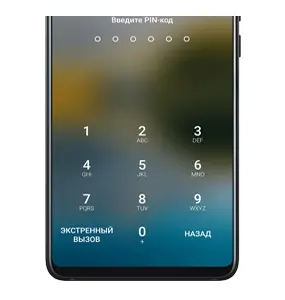 Введите PIN-код
1 2 3
ABC DEF
4 5 6
GHI JKL MNO
7 8 9
PQRS TUV WXYZ
ЭКСТРЕННЫЙ
ВЫЗОВ 0 НАЗАД
+